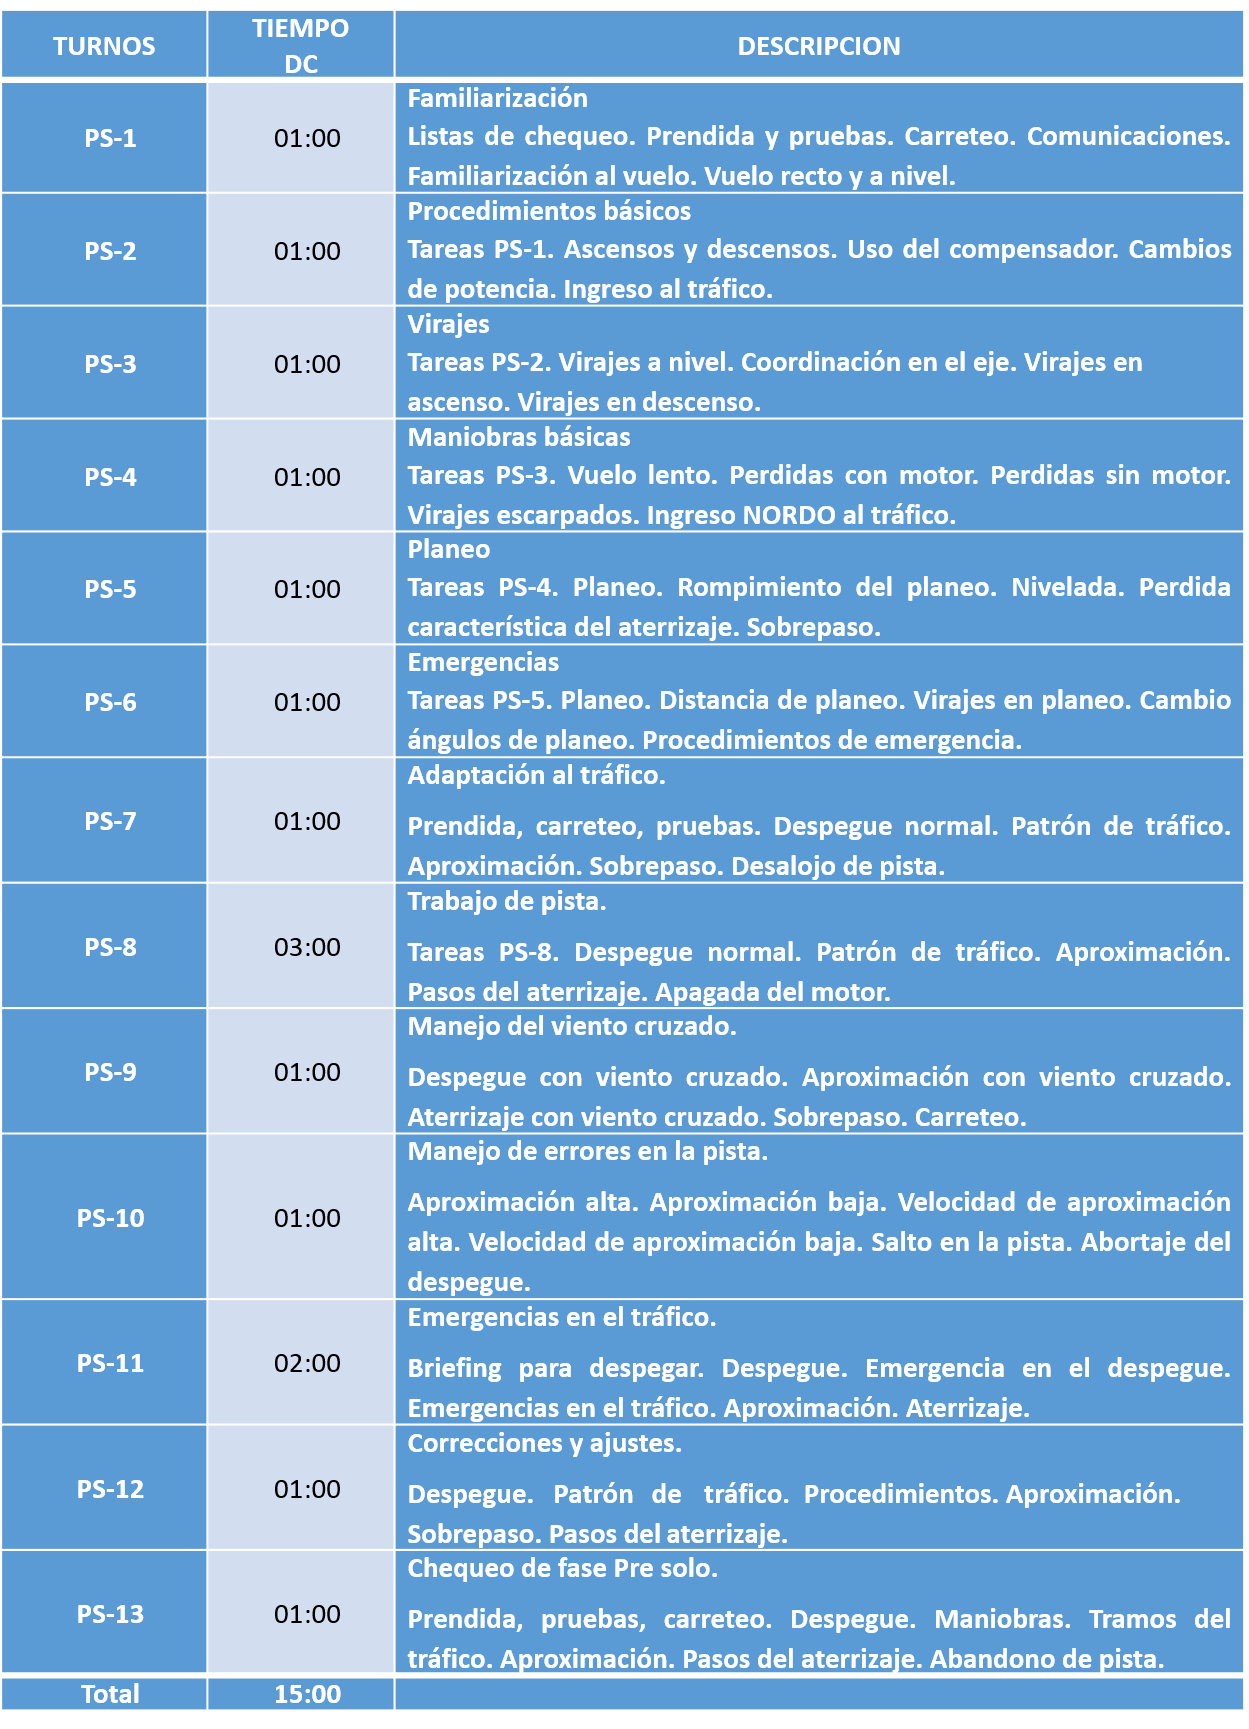 TURNOS
TIEMPO
DC
DESCRIPCION
PS-1
01:00
Familiarización
Listas de chequeo. Prendida y pruebas. Carreteo. Comunicaciones.
Familiarización al vuelo. Vuelo recto y a nivel.
PS-2
01:00
Procedimientos básicos
Tareas PS-1. Ascensos y descensos. Uso del compensador. Cambios
de potencia. Ingreso al tráfico.
PS-3
01:00
Virajes
Tareas PS-2. Virajes a nivel. Coordinación en el eje. Virajes en
ascenso. Virajes en descenso.
PS-4
01:00
Maniobras básicas
Tareas PS-3. Vuelo lento. Perdidas con motor. Perdidas sin motor.
Virajes escarpados. Ingreso NORDO al tráfico.
PS-5
01:00
Planeo
Tareas PS-4. Planeo. Rompimiento del planeo. Nivelada. Perdida
característica del aterrizaje. Sobrepaso.
PS-6
01:00
Emergencias
Tareas PS-5. Planeo. Distancia de planeo. Virajes en planeo. Cambio
ángulos de planeo. Procedimientos de emergencia.
PS-7
01:00
Adaptación al tráfico.
Prendida, carreteo, pruebas. Despegue normal. Patrón de tráfico.
Aproximación. Sobrepaso. Desalojo de pista.
PS-8
03:00
Trabajo de pista.
Tareas PS-8. Despegue normal. Patrón de tráfico. Aproximación.
Pasos del aterrizaje. Apagada del motor.
PS-9
01:00
Manejo del viento cruzado.
Despegue con viento cruzado. Aproximación con viento cruzado.
Aterrizaje con viento cruzado. Sobrepaso. Carreteo.
PS-10
01:00
Manejo de errores en la pista.
Aproximación alta. Aproximación baja. Velocidad de aproximación
alta. Velocidad de aproximación baja. Salto en la pista. Abortaje del
despegue.
PS-11
02:00
Emergencias en el tráfico.
Briefing para despegar. Despegue. Emergencia en el despegue.
Emergencias en el tráfico. Aproximación. Aterrizaje.
PS-12
01:00
Correcciones y ajustes.
Despegue. Patrón de tráfico. Procedimientos. Aproximación.
Sobrepaso. Pasos del aterrizaje.
PS-13
01:00
Chequeo de fase Pre solo.
Prendida, pruebas, carreteo. Despegue. Maniobras. Tramos del
tráfico. Aproximación. Pasos del aterrizaje. Abandono de pista.
Total
15:00